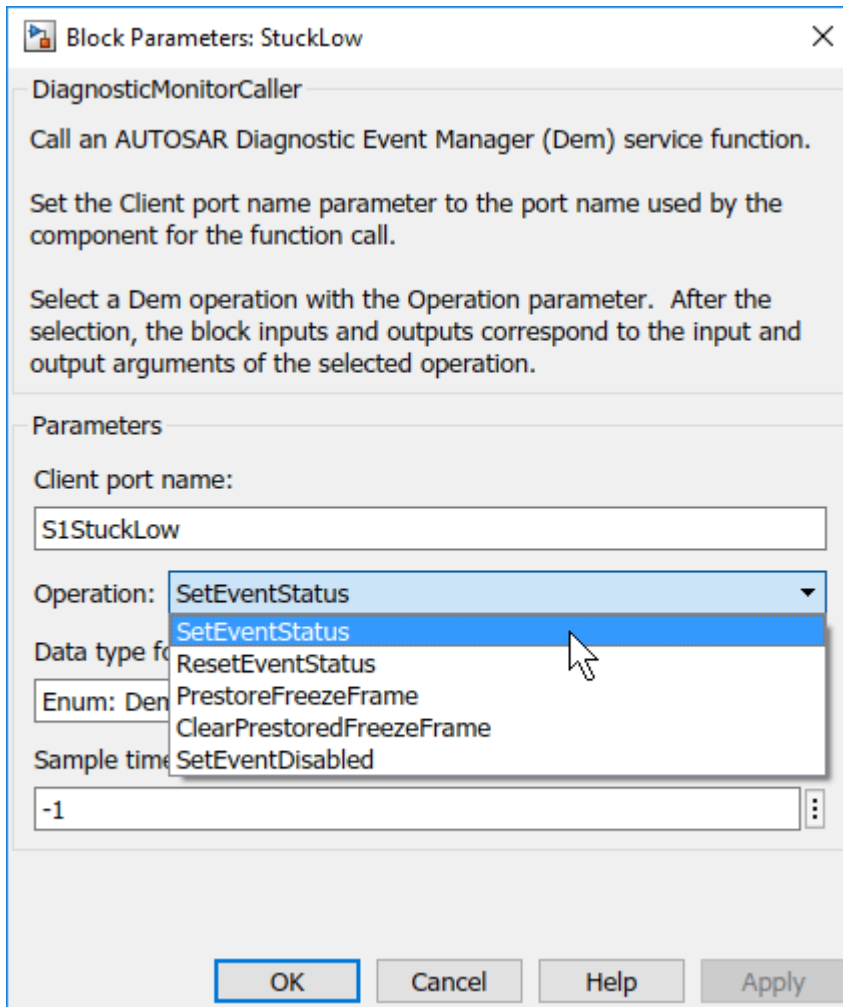 Block Parameters: StuckLow
DiagnosticMonitorCaller
Call an AUTOSAR Diagnostic Event Manager (Dem) service function.
Set the Client port name parameter to the port name used by the
component for the function call.
Select a Dem operation with the Operation parameter.  After the
selection, the block inputs and outputs correspond to the input and
output arguments of the selected operation.
Parameters
Client port name:
S1StuckLow
Operation: SetEventStatus
SetEventStatus
Data type
ResetEventStatus
Enum:
PrestoreFreezeFrame
ClearPrestoredFreezeFrame
Sample time
SetEventDisabled
-1
OK Cancel Help Apply